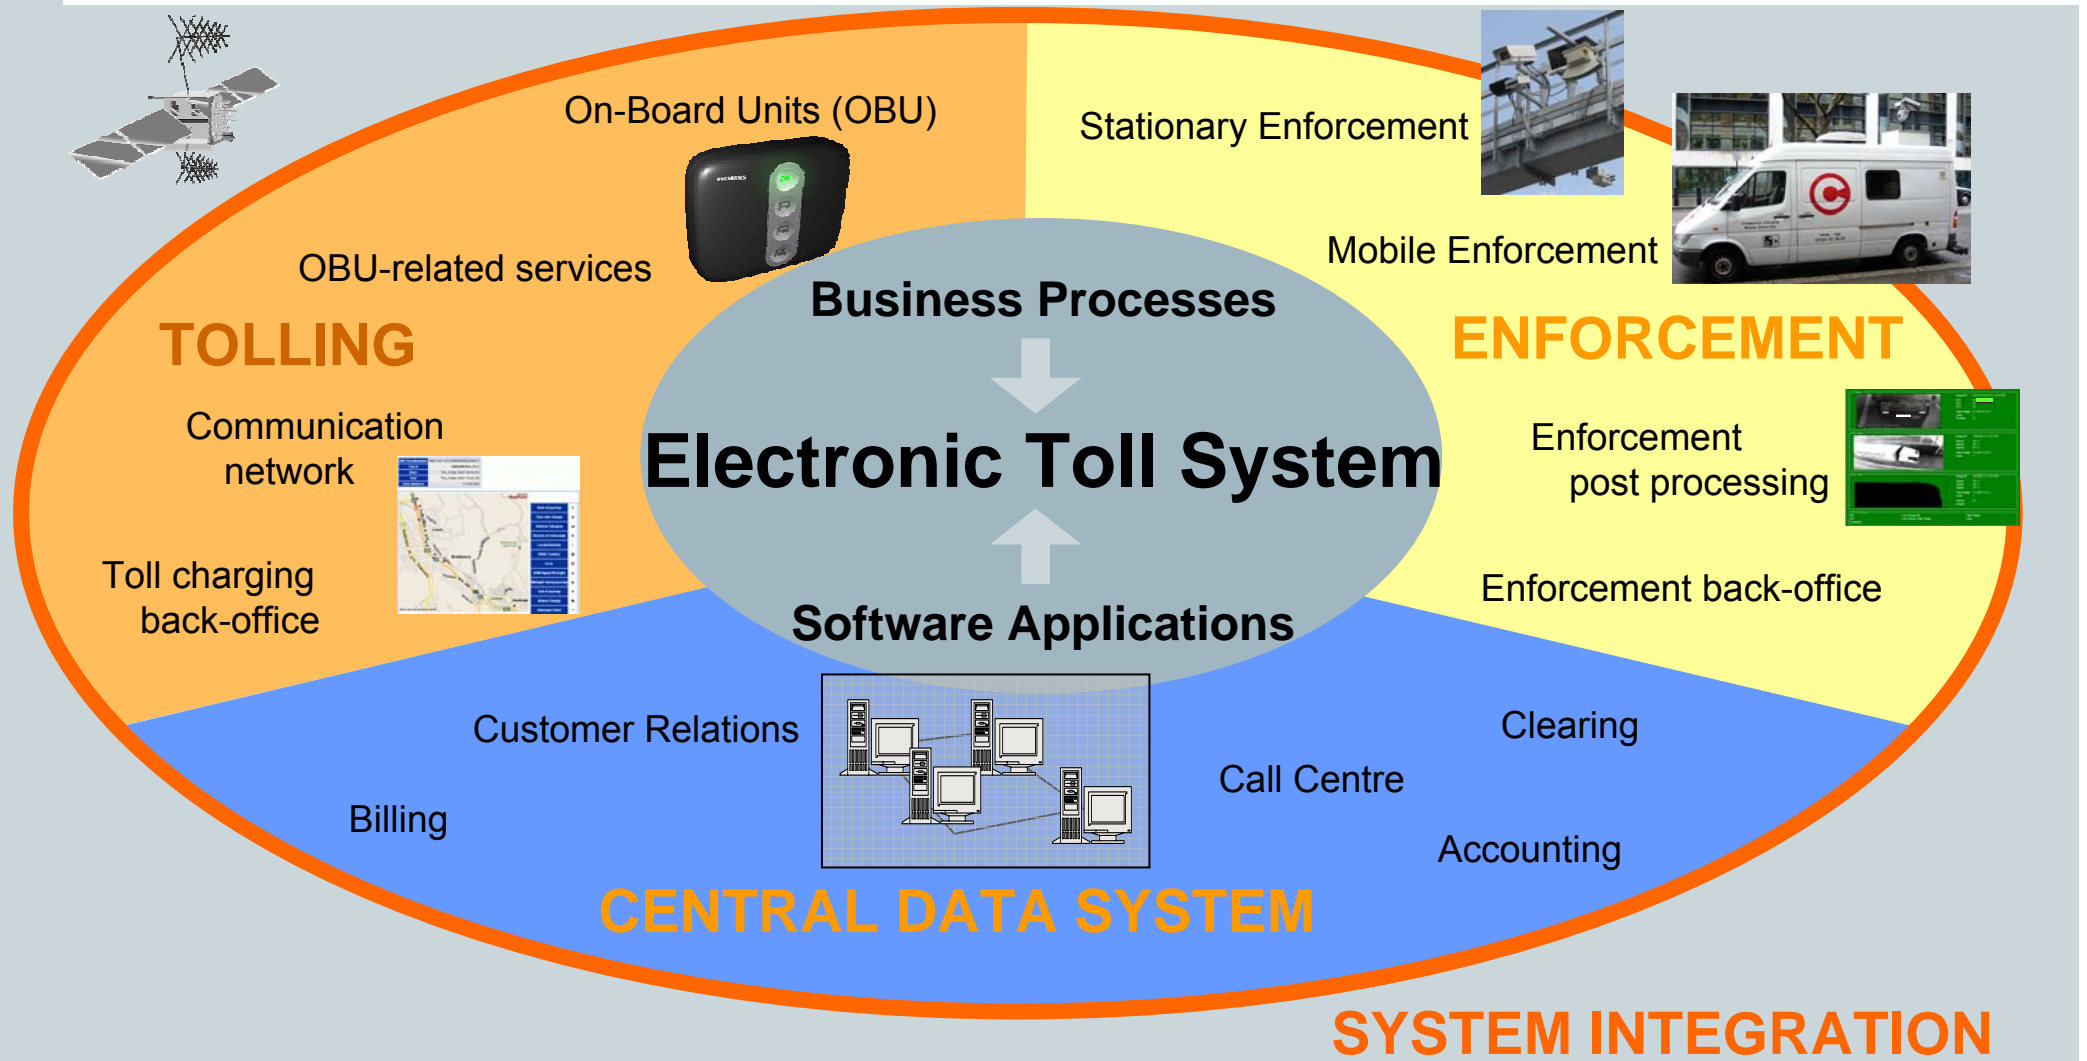 On-Board Units (OBU)
Stationary Enforcement
OBU-related services
Mobile Enforcement
Business Processes
TOLLING
ENFORCEMENT
Communication
network
Electronic Toll System
Enforcement
post processing
Toll charging
back-office
Enforcement back-office
Software Applications
Customer Relations
Clearing
Call Centre
Billing
Accounting
CENTRAL DATA SYSTEM
SYSTEM INTEGRATION